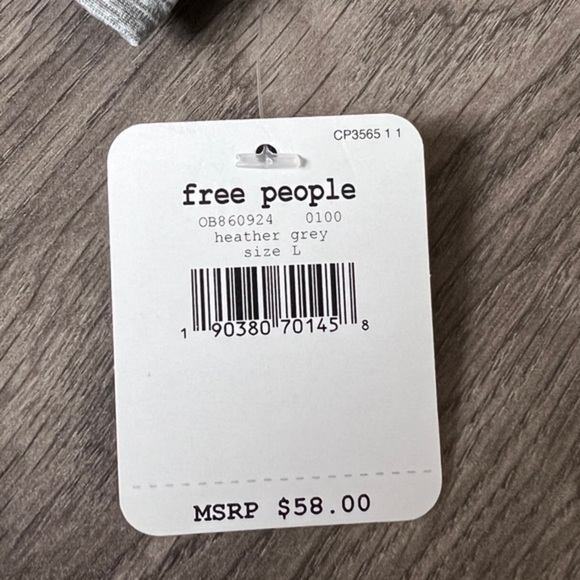 CP3565 1 1
free people
OB860924 0100
heather grey
size L
1 90380 70145 8
MSRP $58.00